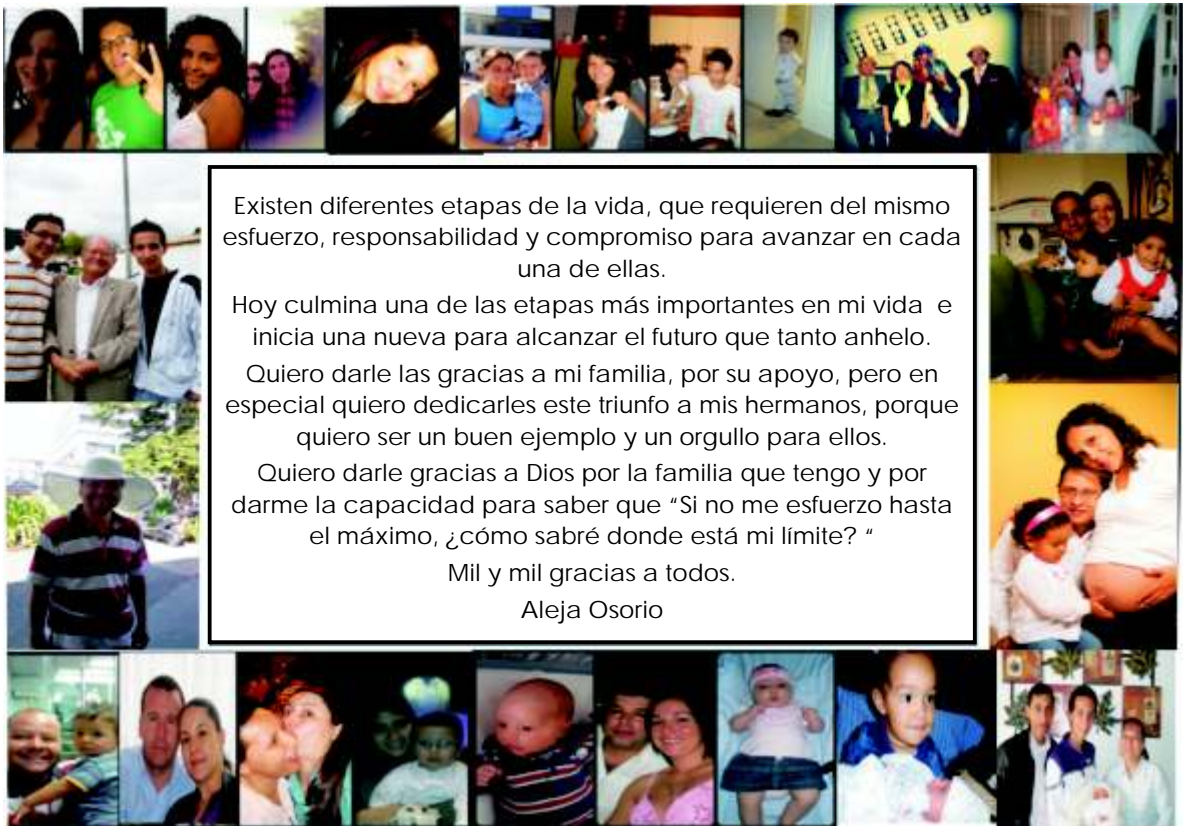 Existen diferentes etapas de la vida, que requieren del mismo
esfuerzo, responsabilidad y compromiso para avanzar en cada
una de ellas.
Hoy culmina una de las etapas más importantes en mi vida e
inicia una nueva para alcanzar el futuro que tanto anhelo.
Quiero darle las gracias a mi familia, por su apoyo, pero en
especial quiero dedicarles este triunfo a mis hermanos, porque
quiero ser un buen ejemplo y un orgullo para ellos.
Quiero darle gracias a Dios por la familia que tengo y por
darme la capacidad para saber que “Si no me esfuerzo hasta
el máximo, ¿cómo sabré donde está mi límite? “
Mil y mil gracias a todos.
Aleja Osorio